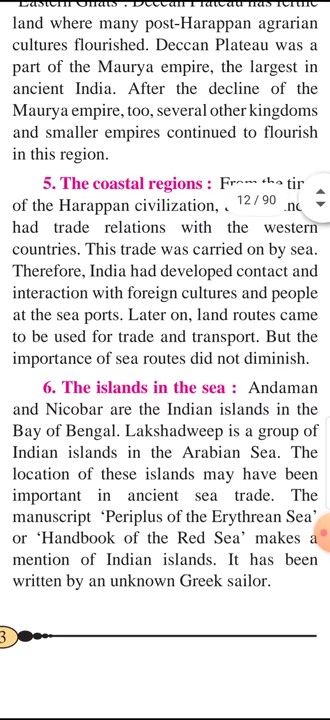 land where many post-Harappan agrarian
cultures flourished. Deccan Plateau was a
part of the Maurya empire, the largest in
ancient India. After the decline of the
Maurya empire, too, several other kingdoms
and smaller empires continued to flourish
in this region.
5. The coastal regions : From the
of the Harappan civilization,
12 / 90
had trade relations with the western
countries. This trade was carried on by sea.
Therefore, India had developed contact and
interaction with foreign cultures and people
at the sea ports. Later on, land routes came
to be used for trade and transport. But the
importance of sea routes did not diminish.
6. The islands in the sea : Andaman
and Nicobar are the Indian islands in the
Bay of Bengal. Lakshadweep is a group of
Indian islands in the Arabian Sea. The
location of these islands may have been
important in ancient sea trade. The
manuscript ‘Periplus of the Erythrean Sea’
or ‘Handbook of the Red Sea’ makes a
mention of Indian islands. It has been
written by an unknown Greek sailor.
3